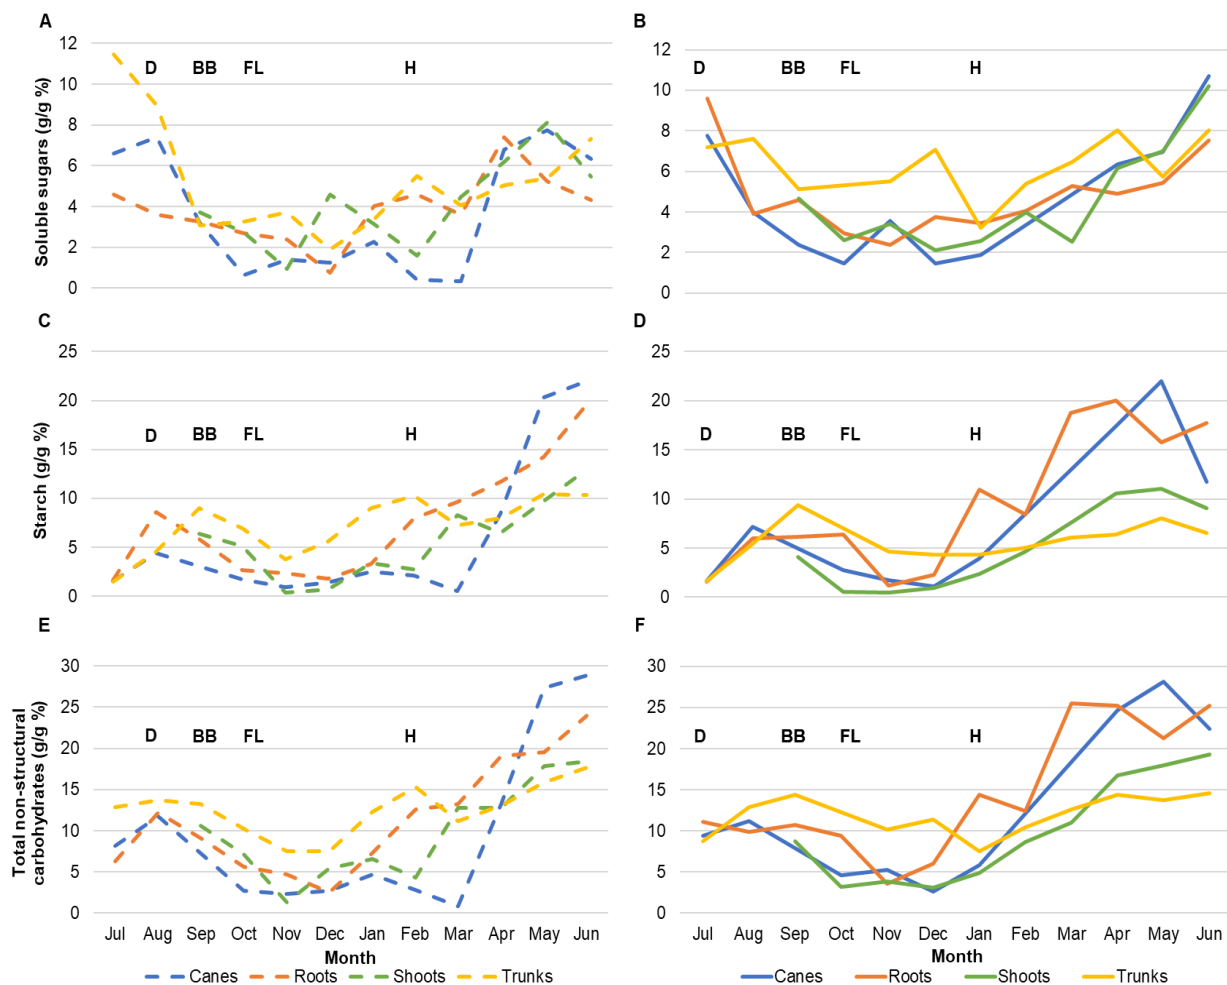 A
B
Soluble sugars (g/g %)
12
10
8
6
4
2
0
D
BB
FL
H
12
10
8
6
4
2
0
D
BB
FL
H
C
D
Starch (g/g %)
25
20
15
10
5
0
D
BB
FL
H
25
20
15
10
5
0
D
BB
FL
H
E
F
Total non-structural
carbohydrates (g/g %)
30
25
20
15
10
5
0
D
BB
FL
H
30
25
20
15
10
5
0
D
BB
FL
H
Jul Aug Sep Oct Nov Dec Jan Feb Mar Apr May Jun
Month
Canes Roots Shoots Trunks
Jul Aug Sep Oct Nov Dec Jan Feb Mar Apr May Jun
Month
Canes Roots Shoots Trunks